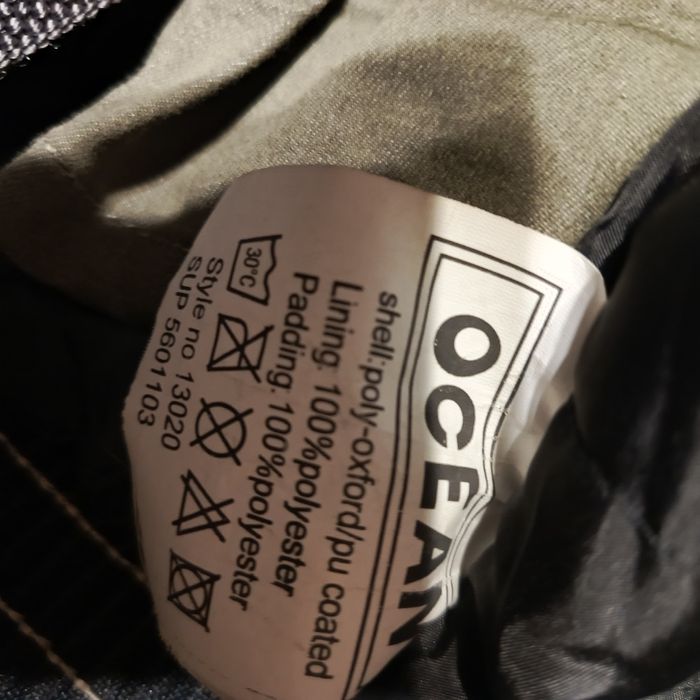 OCEAN
shell:poly-oxford/pu coated
Lining. 100%polyester
Padding. 100%polyester
30°C
Style no 13020
SUP 5601103